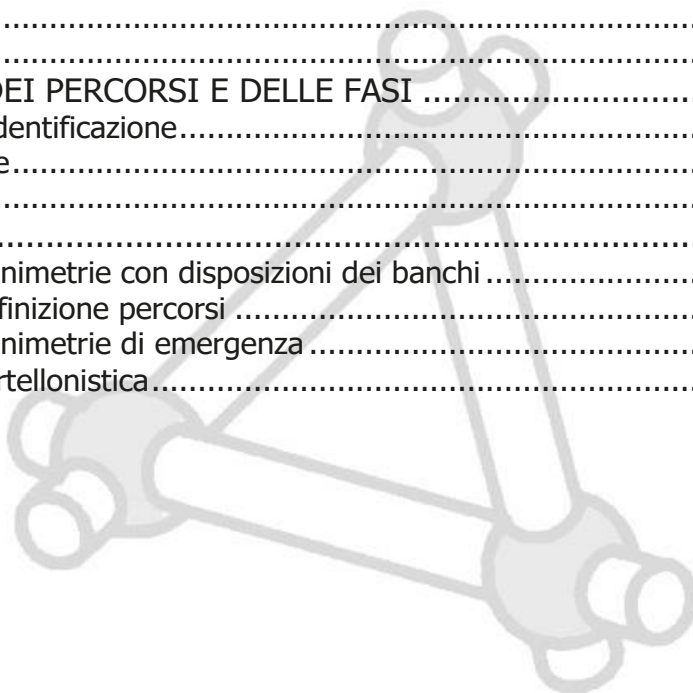 ................................................................................
................................................................................
DEI PERCORSI E DELLE FASI ..............................
dentificazione.........................................................
e................................................................................
................................................................................
................................................................................
nimetrie con disposizioni dei banchi ..........................
finizione percorsi ..................................................
nimetrie di emergenza ..........................................
rtellonistica............................................................